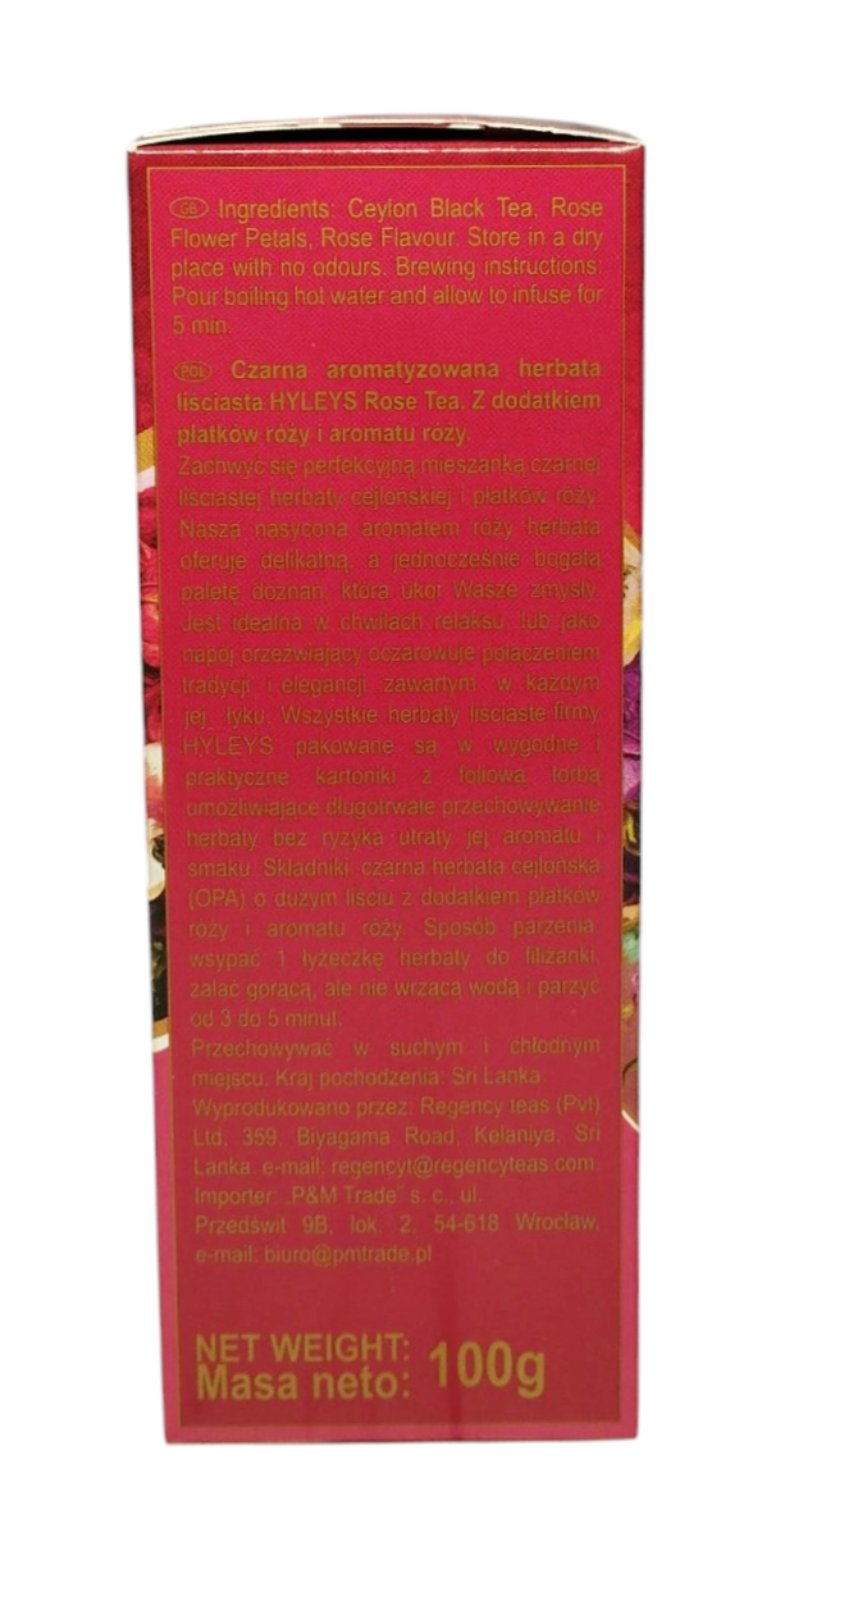 GB Ingredients: Ceylon Black Tea, Rose
Flower Petals, Rose Flavour. Store in a dry
place with no odours. Brewing instructions:
Pour boiling hot water and allow to infuse for
5 min.
POL Czarna aromatyzowana herbata
liściasta HYLEYS Rose Tea. Z dodatkiem
płatków róży i aromatu róży.
Zachwyć się perfekcyjną mieszanką czarnej
liściastej herbaty cejlońskiej i płatków róży.
Nasza nasycona aromatem róży herbata
oferuje delikatną, a jednocześnie bogatą
paletę doznań, która ukoi Wasze zmysły.
Jest idealna w chwilach relaksu, lub jako
napój orzeźwiający oczarowuje połączeniem
tradycji i elegancji zawartym w każdym
jej łyku. Wszystkie herbaty liściaste firmy
HYLEYS pakowane są w wygodne i
praktyczne kartoniki z foliową torbą
umożliwiające długotrwałe przechowywanie
herbaty bez ryzyka utraty jej aromatu i
smaku. Składniki: czarna herbata cejlońska
(OPA) o dużym liściu z dodatkiem płatków
róży i aromatu róży. Sposób parzenia:
wsypać 1 łyżeczkę herbaty do filiżanki,
zalać gorącą, ale nie wrzącą wodą i parzyć
od 3 do 5 minut.
Przechowywać w suchym i chłodnym
miejscu. Kraj pochodzenia: Sri Lanka.
Wyprodukowano przez: Regency teas (Pvt)
Ltd. 359. Biyagama Road, Kelaniya, Sri
Lanka. e-mail: regencyt@regencyteas.com.
Importer: „P&M Trade" s. c., ul.
Przedświt 9B, lok. 2, 54-618 Wrocław,
e-mail: biuro@pmtrade.pl
NET WEIGHT:
Masa neto: 100g